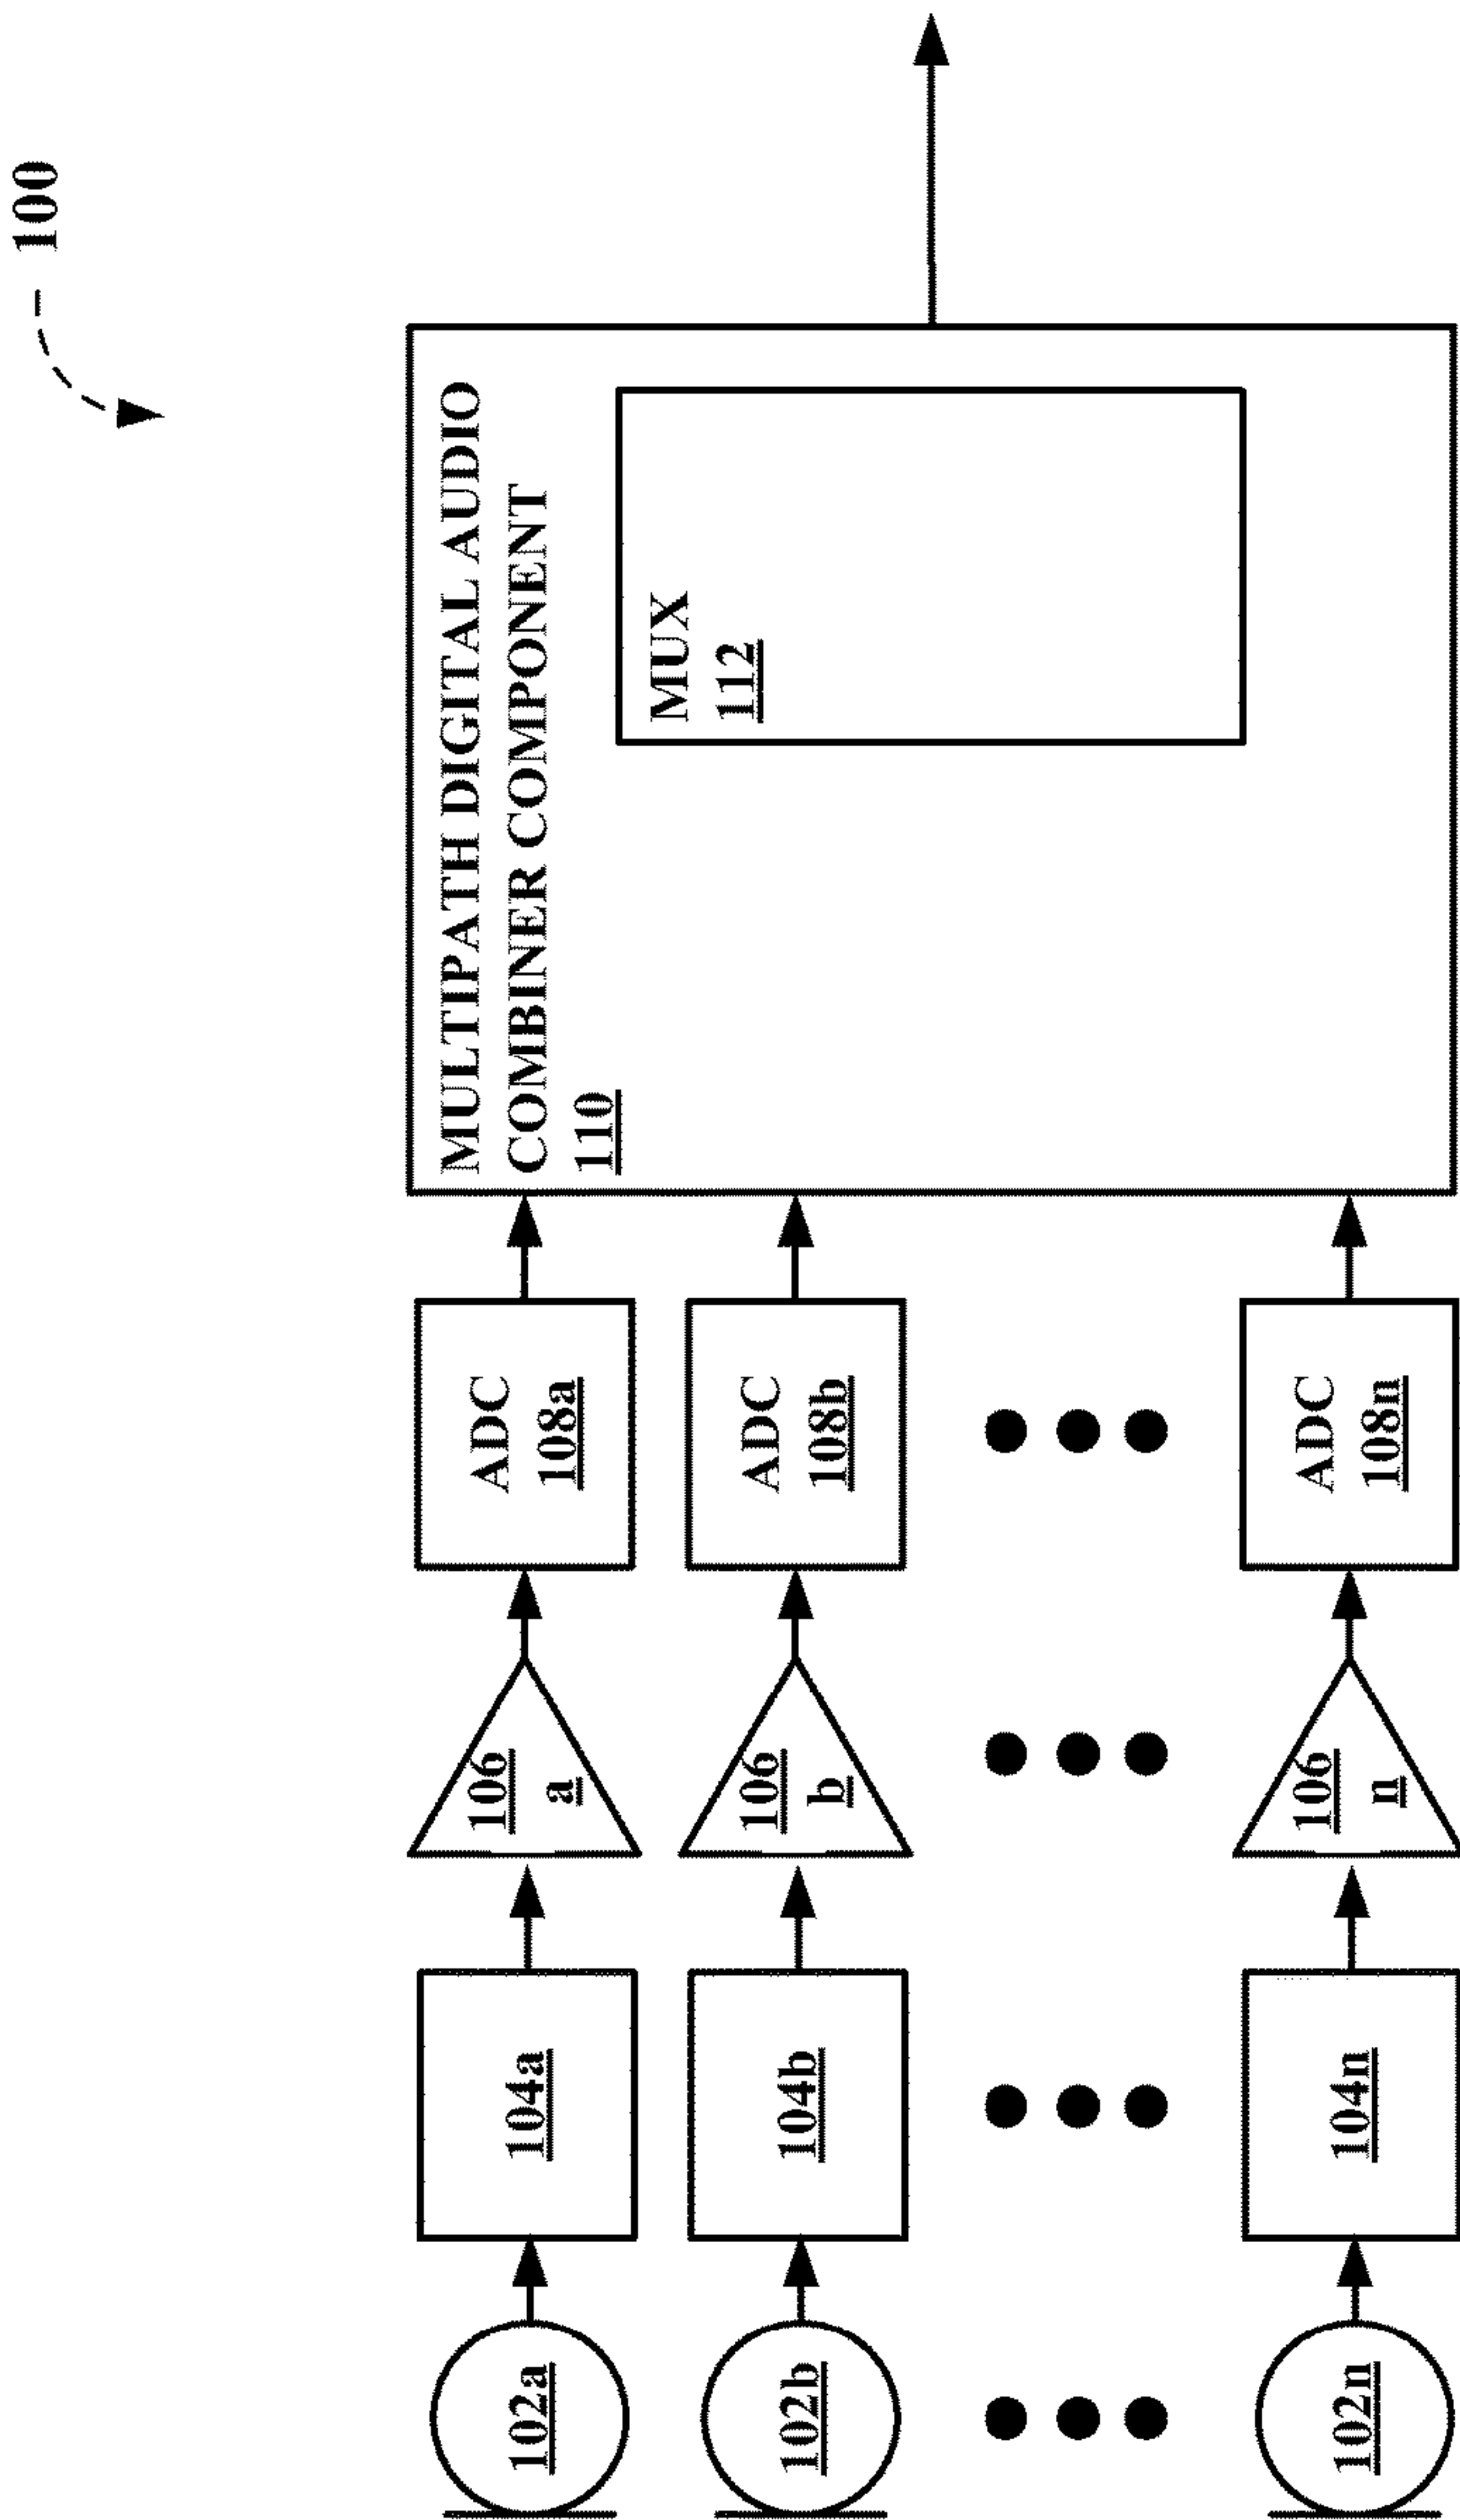 100
MULTIPATH DIGITAL AUDIO
COMBINER COMPONENT
110
MUX
112
102a
104a
106
a
ADC
108a
102b
104b
106
b
ADC
108b
102n
104n
106
n
ADC
108n